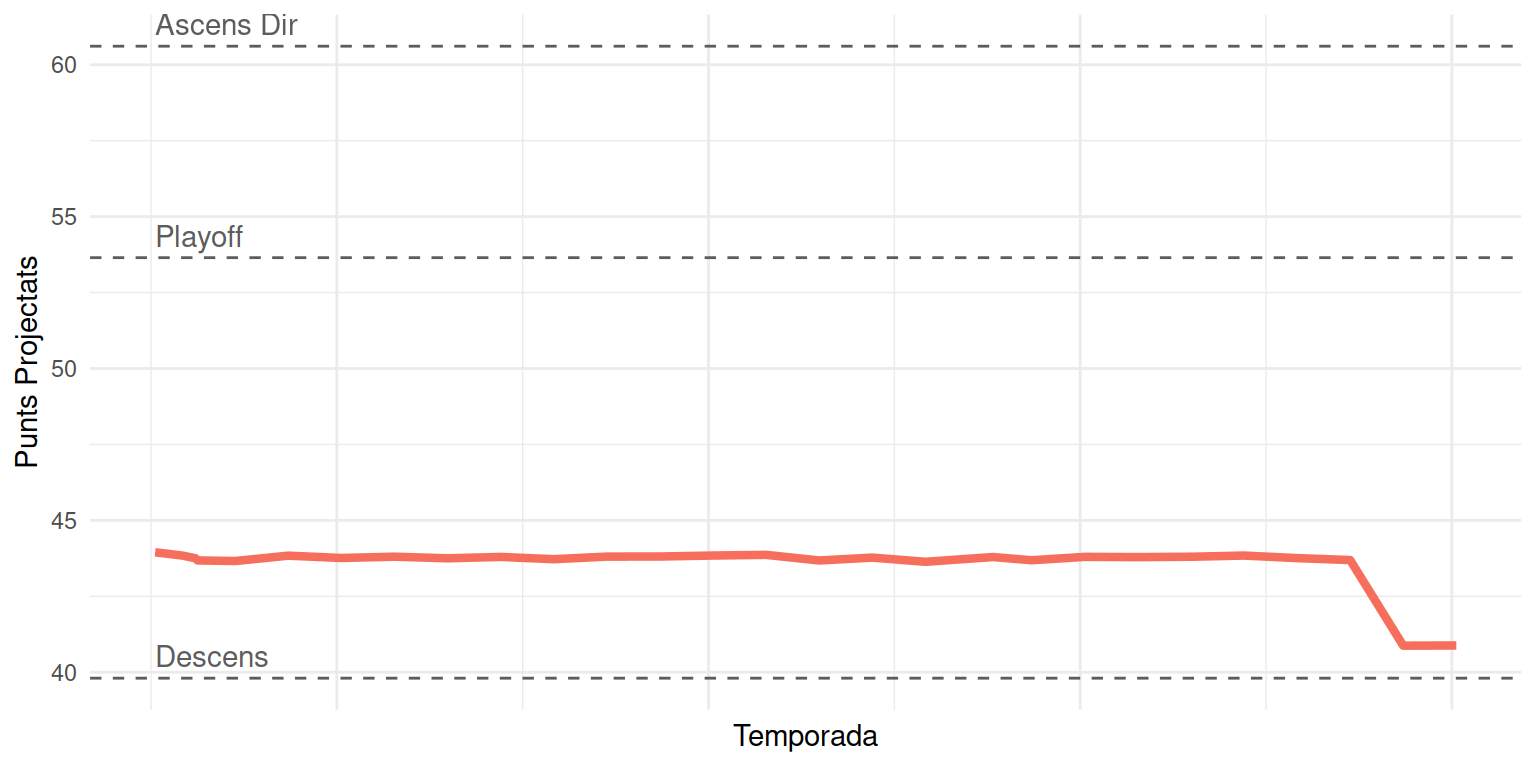 Ascens Dir
60
55
Playoff
50
45
Descens
40
Punts Projectats
Temporada